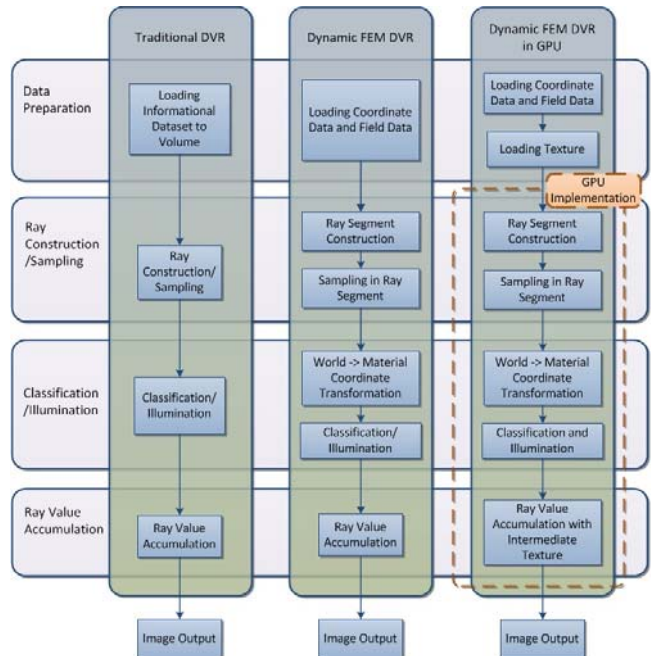 Traditional DVR
Dynamic FEM DVR
Dynamic FEM DVR
in GPU
Data
Preparation
Loading
Informational
Dataset to
Volume
Loading Coordinate
Data and Field Data
Loading Coordinate
Data and Field Data
Loading Texture
GPU
Implementation
Ray
Construction
/Sampling
Ray
Construction/
Sampling
Ray Segment
Construction
Sampling in Ray
Segment
Ray Segment
Construction
Sampling in Ray
Segment
Classification
/Illumination
Classification/
Illumination
World -> Material
Coordinate
Transformation
Classification/
Illumination
World -> Material
Coordinate
Transformation
Classification and
Illumination
Ray Value
Accumulation
Ray Value
Accumulation
Ray Value
Accumulation
Ray Value
Accumulation with
Intermediate
Texture
Image Output
Image Output
Image Output